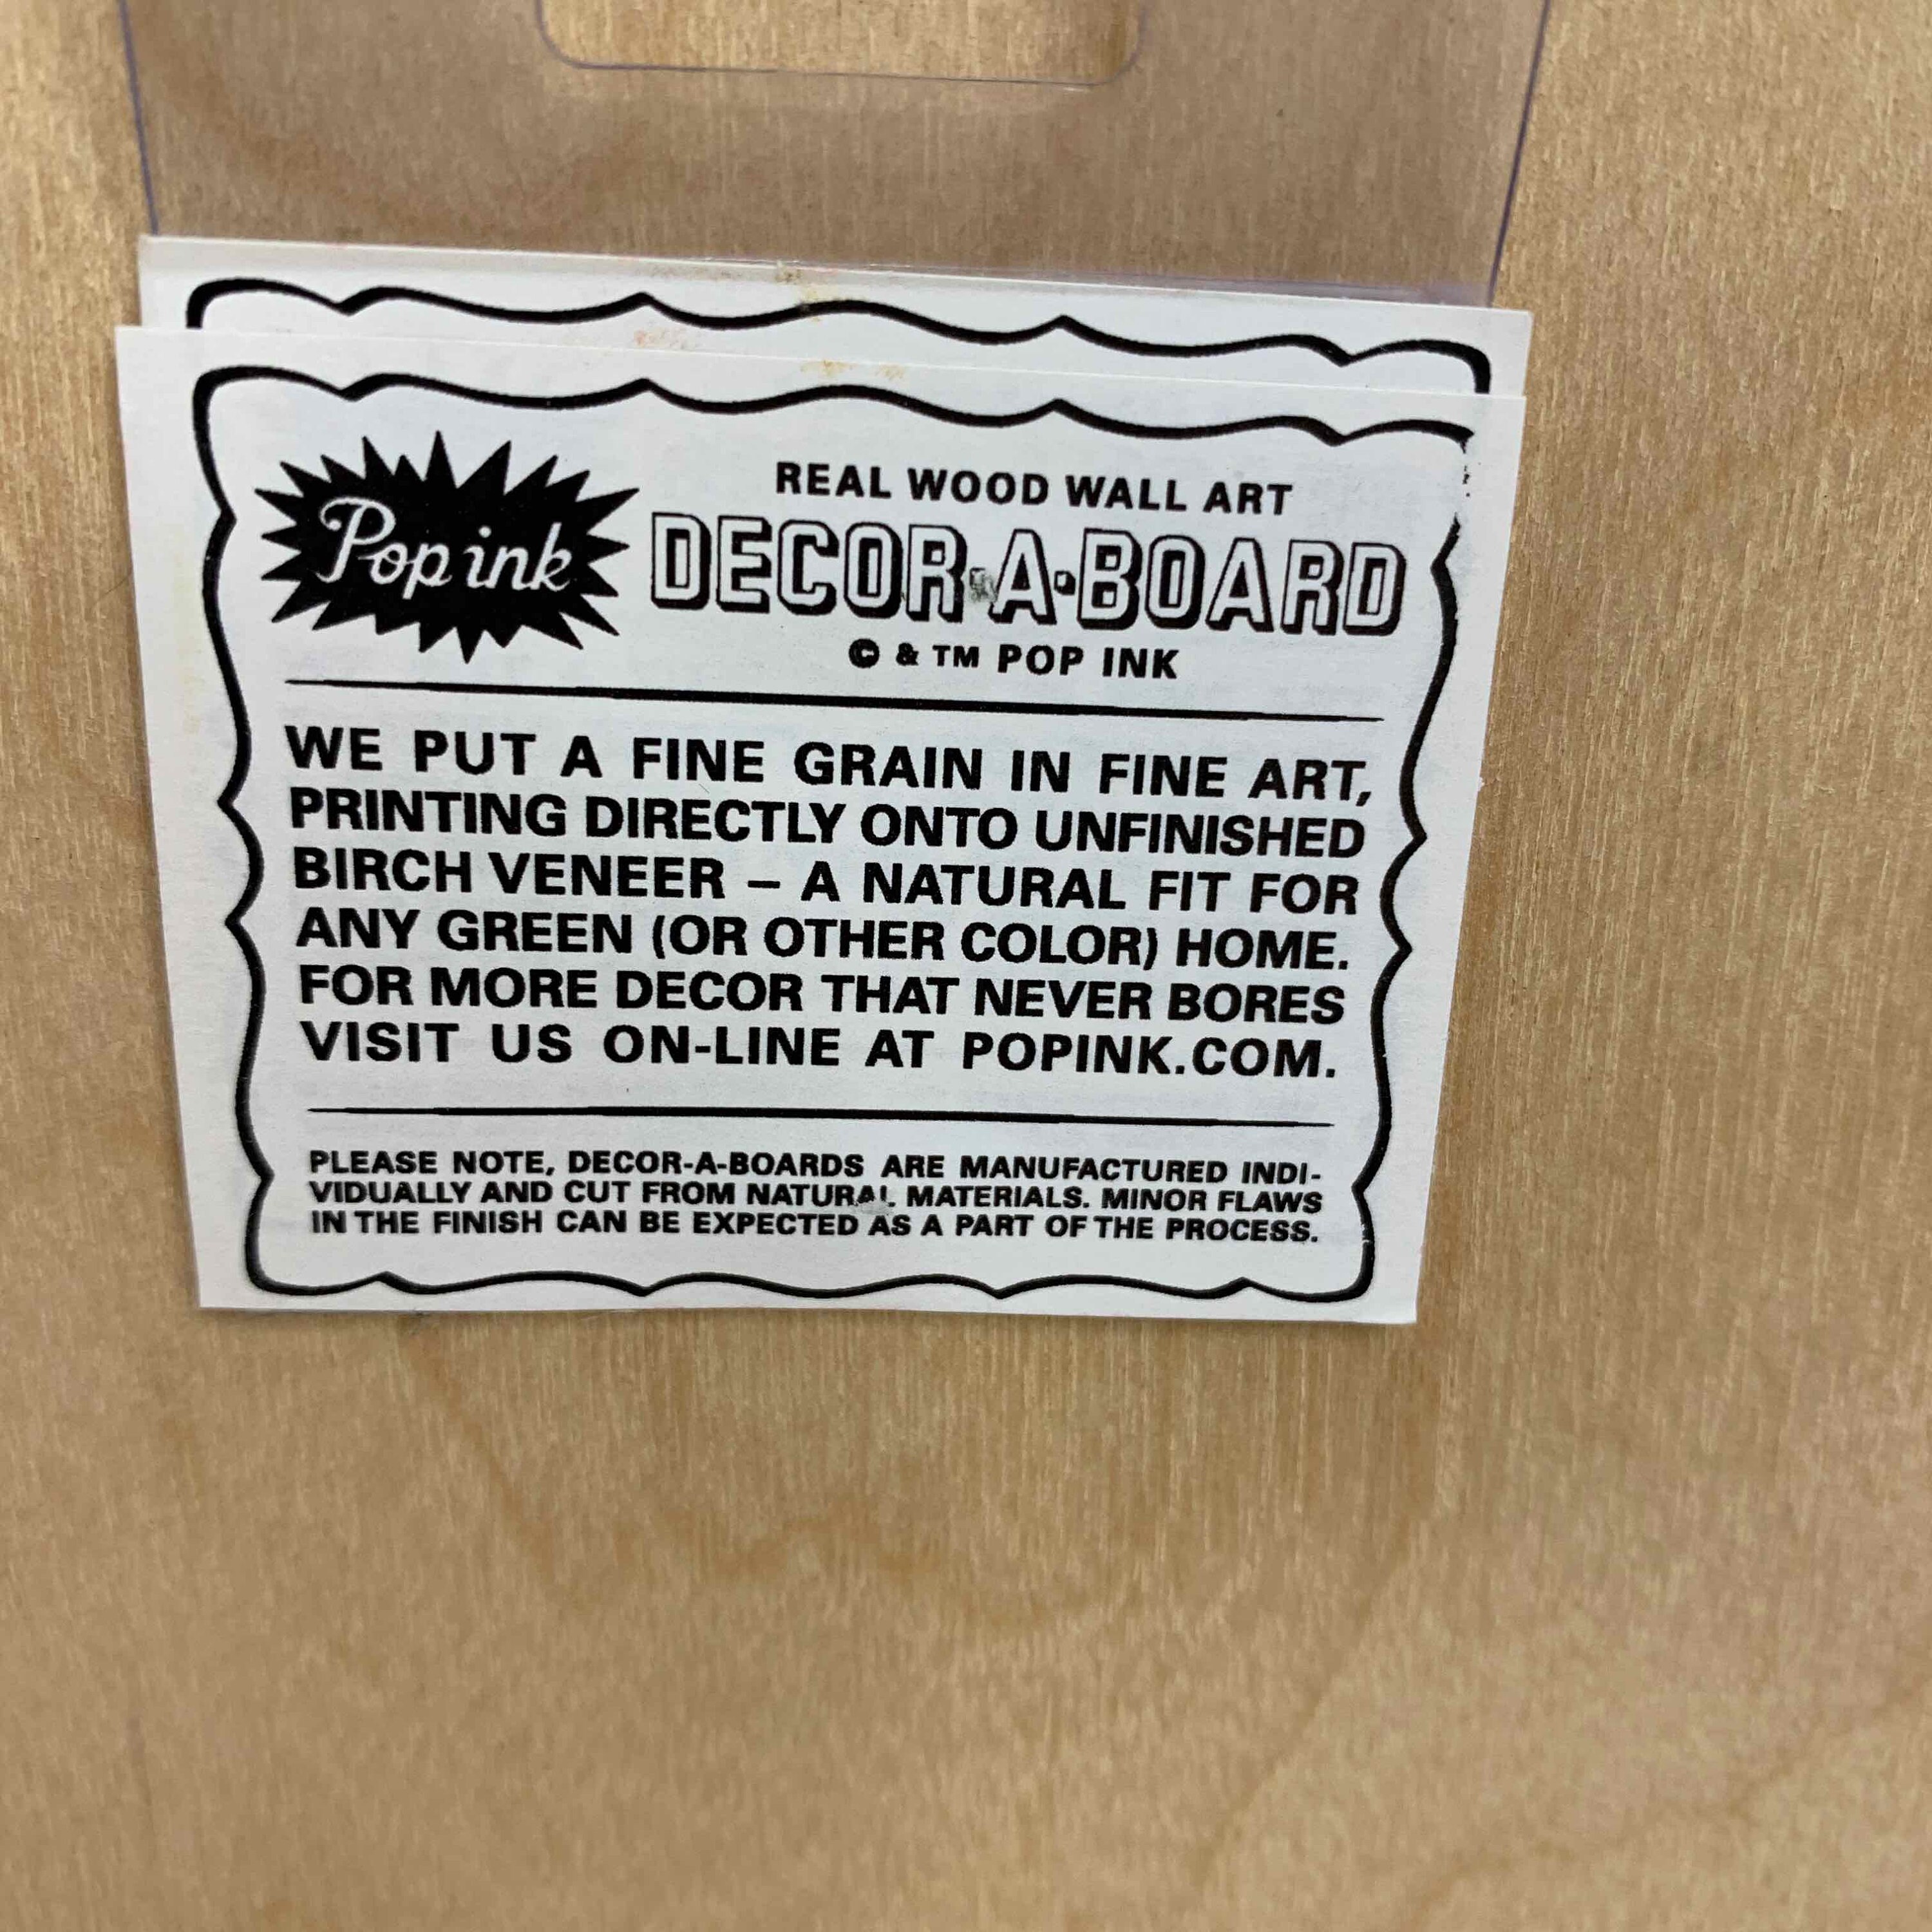 Pop ink
REAL WOOD WALL ART
DECOR·A·BOARD
© & TM POP INK
WE PUT A FINE GRAIN IN FINE ART,
PRINTING DIRECTLY ONTO UNFINISHED
BIRCH VENEER – A NATURAL FIT FOR
ANY GREEN (OR OTHER COLOR) HOME.
FOR MORE DECOR THAT NEVER BORES
VISIT US ON-LINE AT POPINK.COM.
PLEASE NOTE, DECOR-A-BOARDS ARE MANUFACTURED INDI-
VIDUALLY AND CUT FROM NATURAL MATERIALS. MINOR FLAWS
IN THE FINISH CAN BE EXPECTED AS A PART OF THE PROCESS.